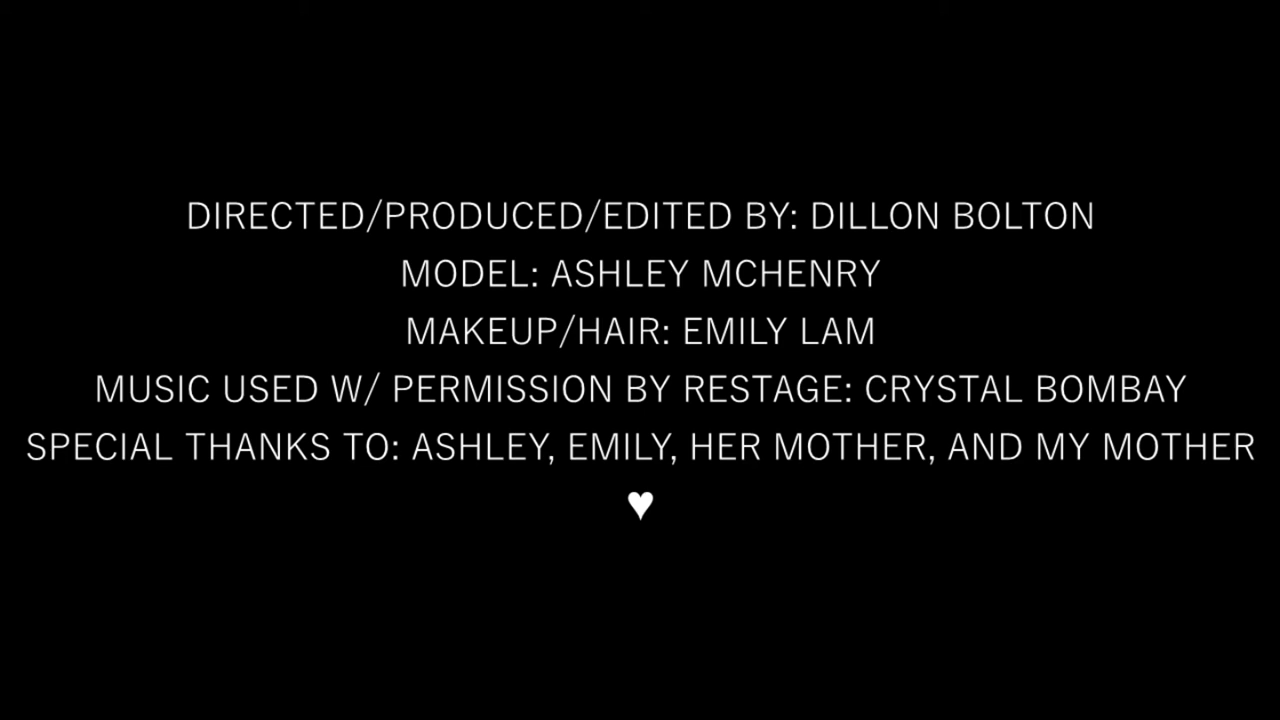 DIRECTED/PRODUCED/EDITED BY: DILLON BOLTON
MODEL: ASHLEY MCHENRY
MAKEUP/HAIR: EMILY LAM
MUSIC USED W/ PERMISSION BY RESTAGE: CRYSTAL BOMBAY
SPECIAL THANKS TO: ASHLEY, EMILY, HER MOTHER, AND MY MOTHER
♥